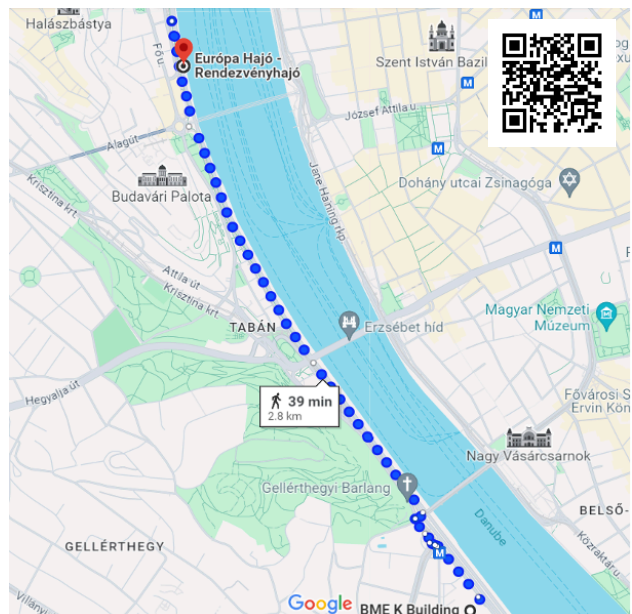 Halászbástya
Fő u
Európa Hajó -
Rendezvényhajó
Szent István Bazil
M
József Attila u.
M
Alagút
Jane Haining rkp.
Dohány utcai Zsinagóga
Krisztina krt.
Budavári Palota
M
Attila út
Krisztina krt.
Magyar Nemzeti
Múzeum
TABÁN
Erzsébet híd
Hegyalja út
39 min
2.8 km
Fővárosi S
Ervin Kön
Nagy Vásárcsarnok
Gellérthegyi Barlang
Danube
BELSŐ-
GELLÉRTHEGY
M
Közraktáru
Villányi
Google
BME K Building